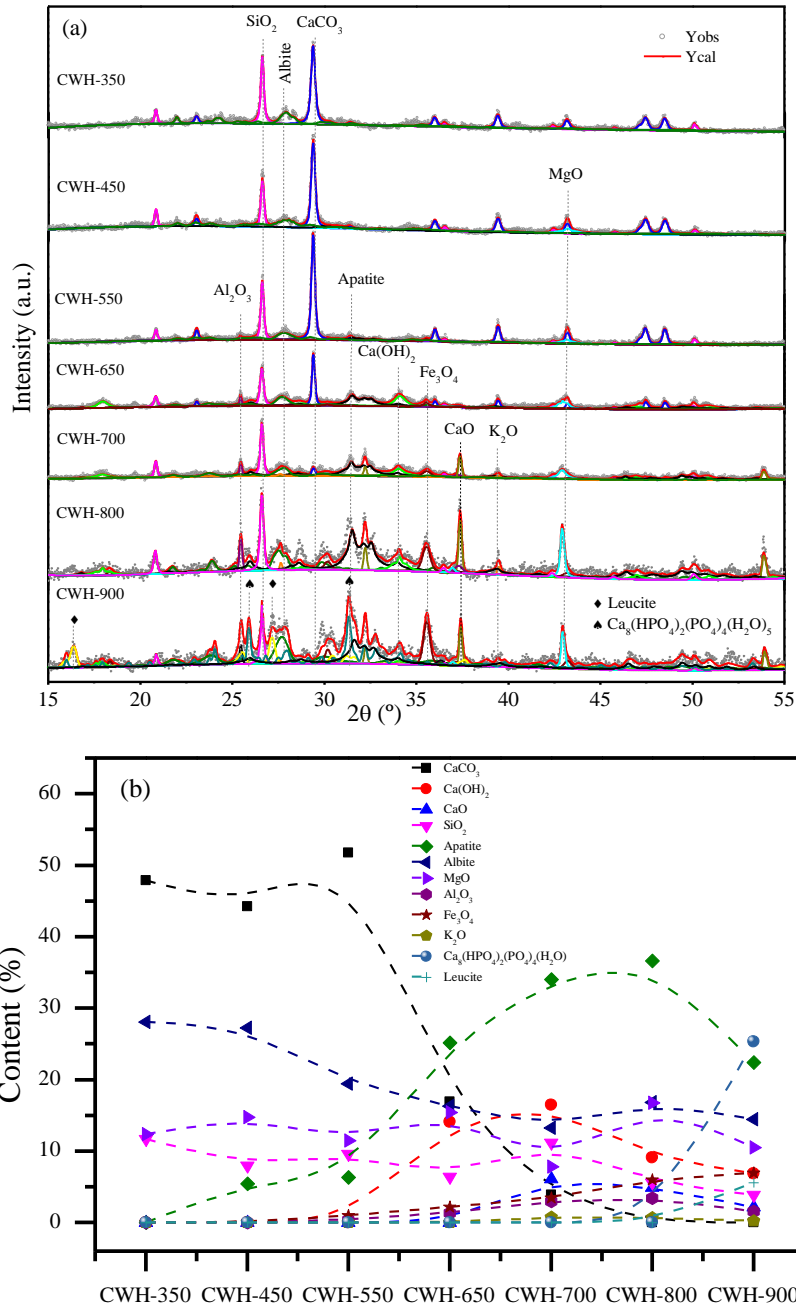 (a)
SiO₂
CaCO₃
Albite
Yobs
Ycal
CWH-350
CWH-450
MgO
CWH-550
Al₂O₃
Apatite
Ca(OH)₂
CWH-650
Fe₃O₄
CaO
K₂O
CWH-700
CWH-800
CWH-900
♦ Leucite
♠ Ca₈(HPO₄)₂(PO₄)₄(H₂O)₅
Intensity (a.u.)
15 20 25 30 35 40 45 50 55
2θ (°)
(b)
CaCO₃
Ca(OH)₂
CaO
SiO₂
Apatite
Albite
MgO
Al₂O₃
Fe₃O₄
K₂O
Ca₈(HPO₄)₂(PO₄)₄(H₂O)
Leucite
60
50
40
30
20
10
0
Content (%)
CWH-350 CWH-450 CWH-550 CWH-650 CWH-700 CWH-800 CWH-900